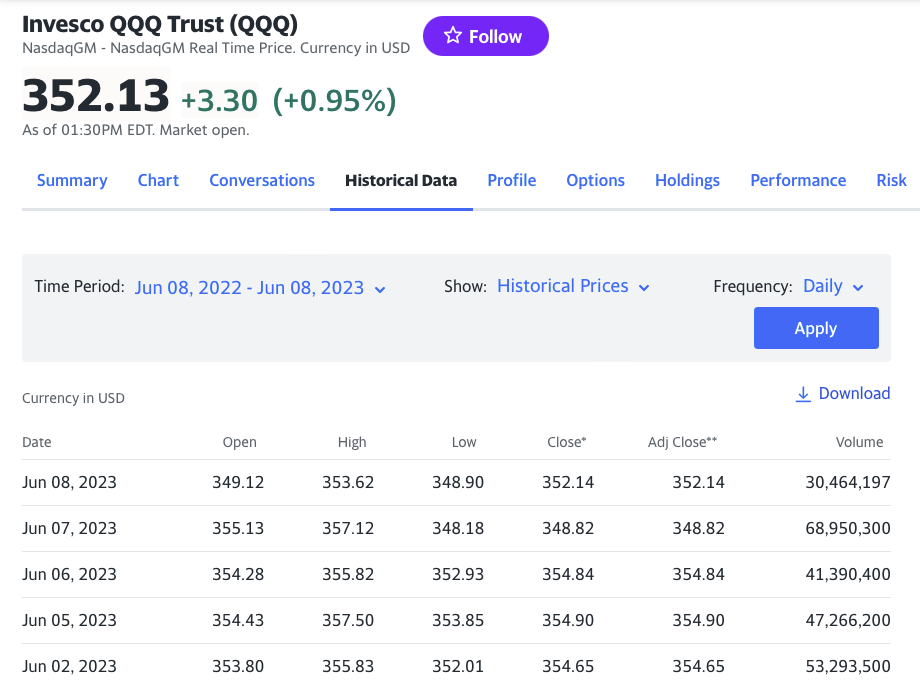 Invesco QQQ Trust (QQQ)
NasdaqGM - NasdaqGM Real Time Price. Currency in USD
Follow
352.13 +3.30 (+0.95%)
As of 01:30PM EDT. Market open.
Summary Chart Conversations Historical Data Profile Options Holdings Performance Risk
Time Period: Jun 08, 2022 - Jun 08, 2023 Show: Historical Prices Frequency: Daily
Apply
Currency in USD Download
Date Open High Low Close* Adj Close** Volume
Jun 08, 2023 349.12 353.62 348.90 352.14 352.14 30,464,197
Jun 07, 2023 355.13 357.12 348.18 348.82 348.82 68,950,300
Jun 06, 2023 354.28 355.82 352.93 354.84 354.84 41,390,400
Jun 05, 2023 354.43 357.50 353.85 354.90 354.90 47,266,200
Jun 02, 2023 353.80 355.83 352.01 354.65 354.65 53,293,500